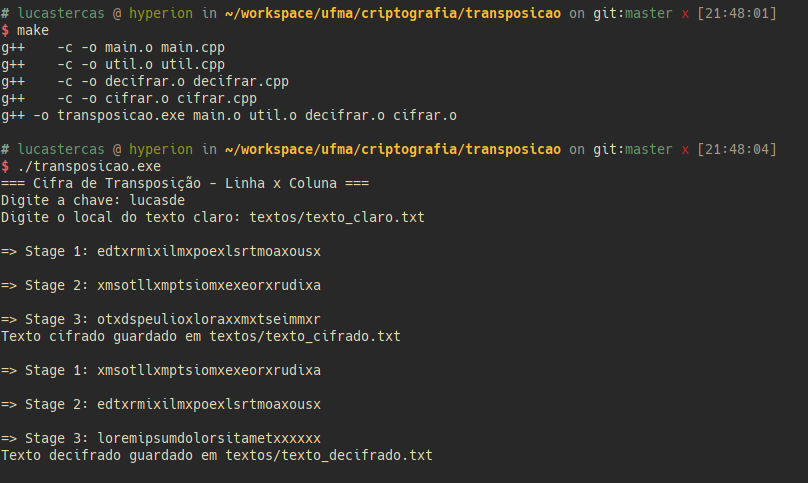 # lucastercas @ hyperion in ~/workspace/ufma/criptografia/transposicao on git:master x [21:48:01]
$ make
g++    -c -o main.o main.cpp
g++    -c -o util.o util.cpp
g++    -c -o decifrar.o decifrar.cpp
g++    -c -o cifrar.o cifrar.cpp
g++ -o transposicao.exe main.o util.o decifrar.o cifrar.o
# lucastercas @ hyperion in ~/workspace/ufma/criptografia/transposicao on git:master x [21:48:04]
$ ./transposicao.exe
=== Cifra de Transposição - Linha x Coluna ===
Digite a chave: lucasde
Digite o local do texto claro: textos/texto_claro.txt
=> Stage 1: edtxrmixilmxpoexlsrtmoaxousx
=> Stage 2: xmsotllxmptsiomxexeorxrudixa
=> Stage 3: otxdspeulioxloraxxmxtseimmxr
Texto cifrado guardado em textos/texto_cifrado.txt
=> Stage 1: xmsotllxmptsiomxexeorxrudixa
=> Stage 2: edtxrmixilmxpoexlsrtmoaxousx
=> Stage 3: loremipsumdolorsitametxxxxxx
Texto decifrado guardado em textos/texto_decifrado.txt